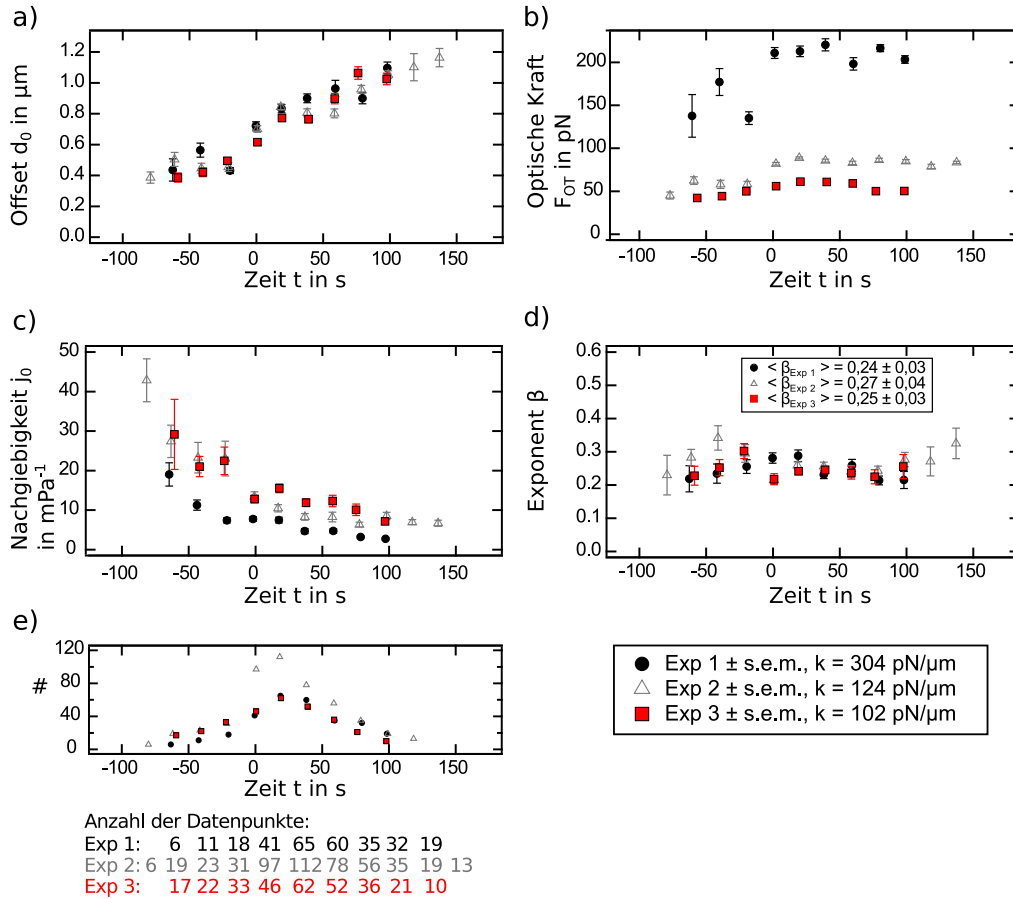 a)
1.2
1.0
0.8
0.6
0.4
0.2
0.0
Offset d₀ in µm
-100 -50 0 50 100 150
Zeit t in s
b)
200
150
100
50
0
Optische Kraft
F_OT in pN
-100 -50 0 50 100 150
Zeit t in s
c)
50
40
30
20
10
0
Nachgiebigkeit j₀
in mPa⁻¹
-100 -50 0 50 100 150
Zeit t in s
d)
0.6
0.5
0.3
0.2
0.0
Exponent β
< β_Exp 1 > = 0,24 ± 0,03
< β_Exp 2 > = 0,27 ± 0,04
< β_Exp 3 > = 0,25 ± 0,03
-100 -50 0 50 100 150
Zeit t in s
e)
120
80
40
0
#
-100 -50 0 50 100 150
Zeit t in s
Exp 1 ± s.e.m., k = 304 pN/µm
Exp 2 ± s.e.m., k = 124 pN/µm
Exp 3 ± s.e.m., k = 102 pN/µm
Anzahl der Datenpunkte:
Exp 1: 6 11 18 41 65 60 35 32 19
Exp 2: 6 19 23 31 97 112 78 56 35 19 13
Exp 3: 17 22 33 46 62 52 36 21 10